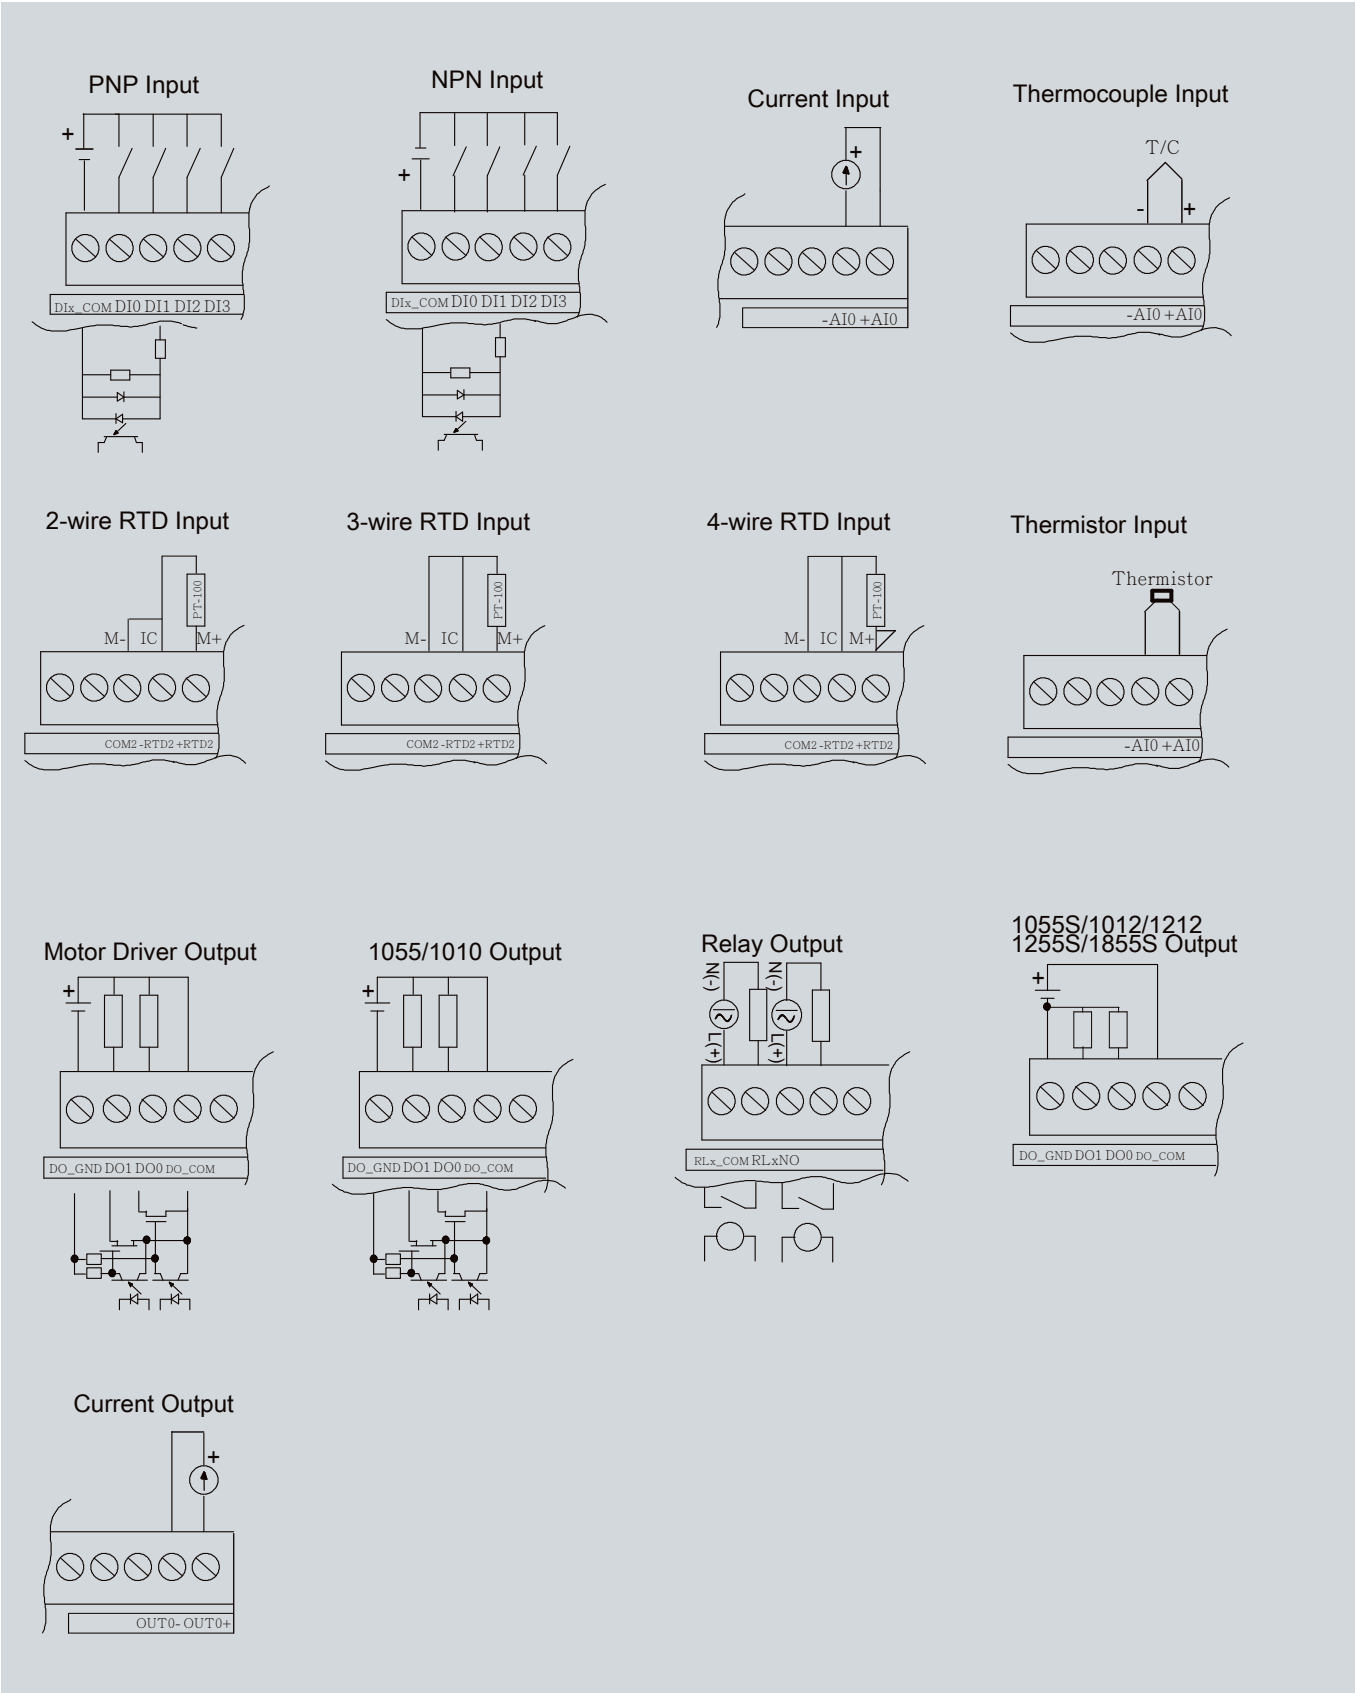 PNP Input
NPN Input
Current Input
Thermocouple Input
+
+
+
T/C
- +
DIx_COM DI0 DI1 DI2 DI3
DIx_COM DI0 DI1 DI2 DI3
-AI0 +AI0
-AI0 +AI0
2-wire RTD Input
3-wire RTD Input
4-wire RTD Input
Thermistor Input
PT-100
M- IC M+
PT-100
M- IC M+
PT-100
M- IC M+
Thermistor
COM2 -RTD2 +RTD2
COM2 -RTD2 +RTD2
COM2 -RTD2 +RTD2
-AI0 +AI0
Motor Driver Output
1055/1010 Output
Relay Output
1055S/1012/1212
1255S/1855S Output
+
+
N(-) N(-)
L(+) L(+)
+
DO_GND DO1 DO0 DO_COM
DO_GND DO1 DO0 DO_COM
RLx_COM RLxNO
DO_GND DO1 DO0 DO_COM
Current Output
+
OUT0- OUT0+